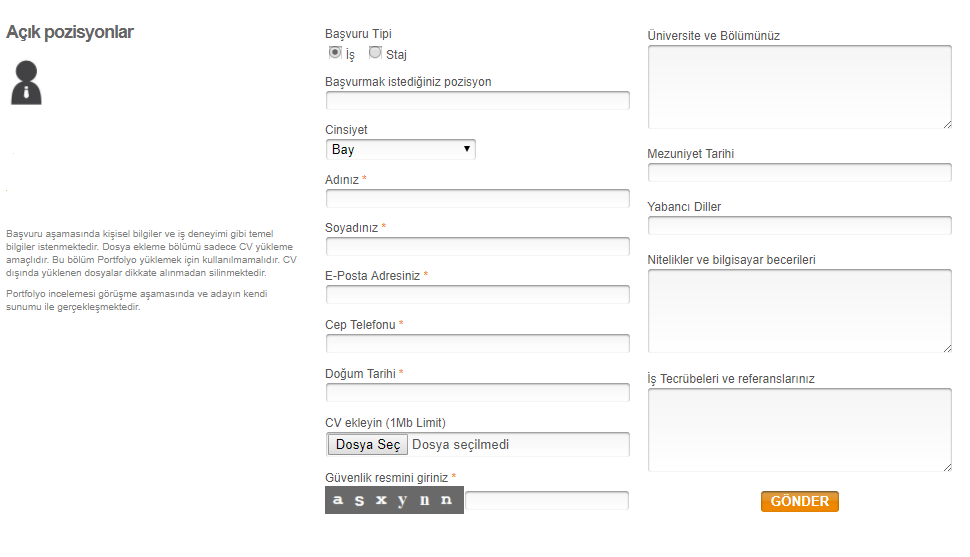 Açık pozisyonlar
Başvuru aşamasında kişisel bilgiler ve iş deneyimi gibi temel
bilgiler istenmektedir. Dosya ekleme bölümü sadece CV yükleme
amaçlıdır. Bu bölüm Portfolyo yüklemek için kullanılmamalıdır. CV
dışında yüklenen dosyalar dikkate alınmadan silinmektedir.
Portfolyo incelemesi görüşme aşamasında ve adayın kendi
sunumu ile gerçekleşmektedir.
Başvuru Tipi
İş Staj
Başvurmak istediğiniz pozisyon
Cinsiyet
Bay
Adınız *
Soyadınız *
E-Posta Adresiniz *
Cep Telefonu *
Doğum Tarihi *
CV ekleyin (1Mb Limit)
Dosya Seç Dosya seçilmedi
Güvenlik resmini giriniz *
a s x y n n
Üniversite ve Bölümünüz
Mezuniyet Tarihi
Yabancı Diller
Nitelikler ve bilgisayar becerileri
İş Tecrübeleri ve referanslarınız
GÖNDER